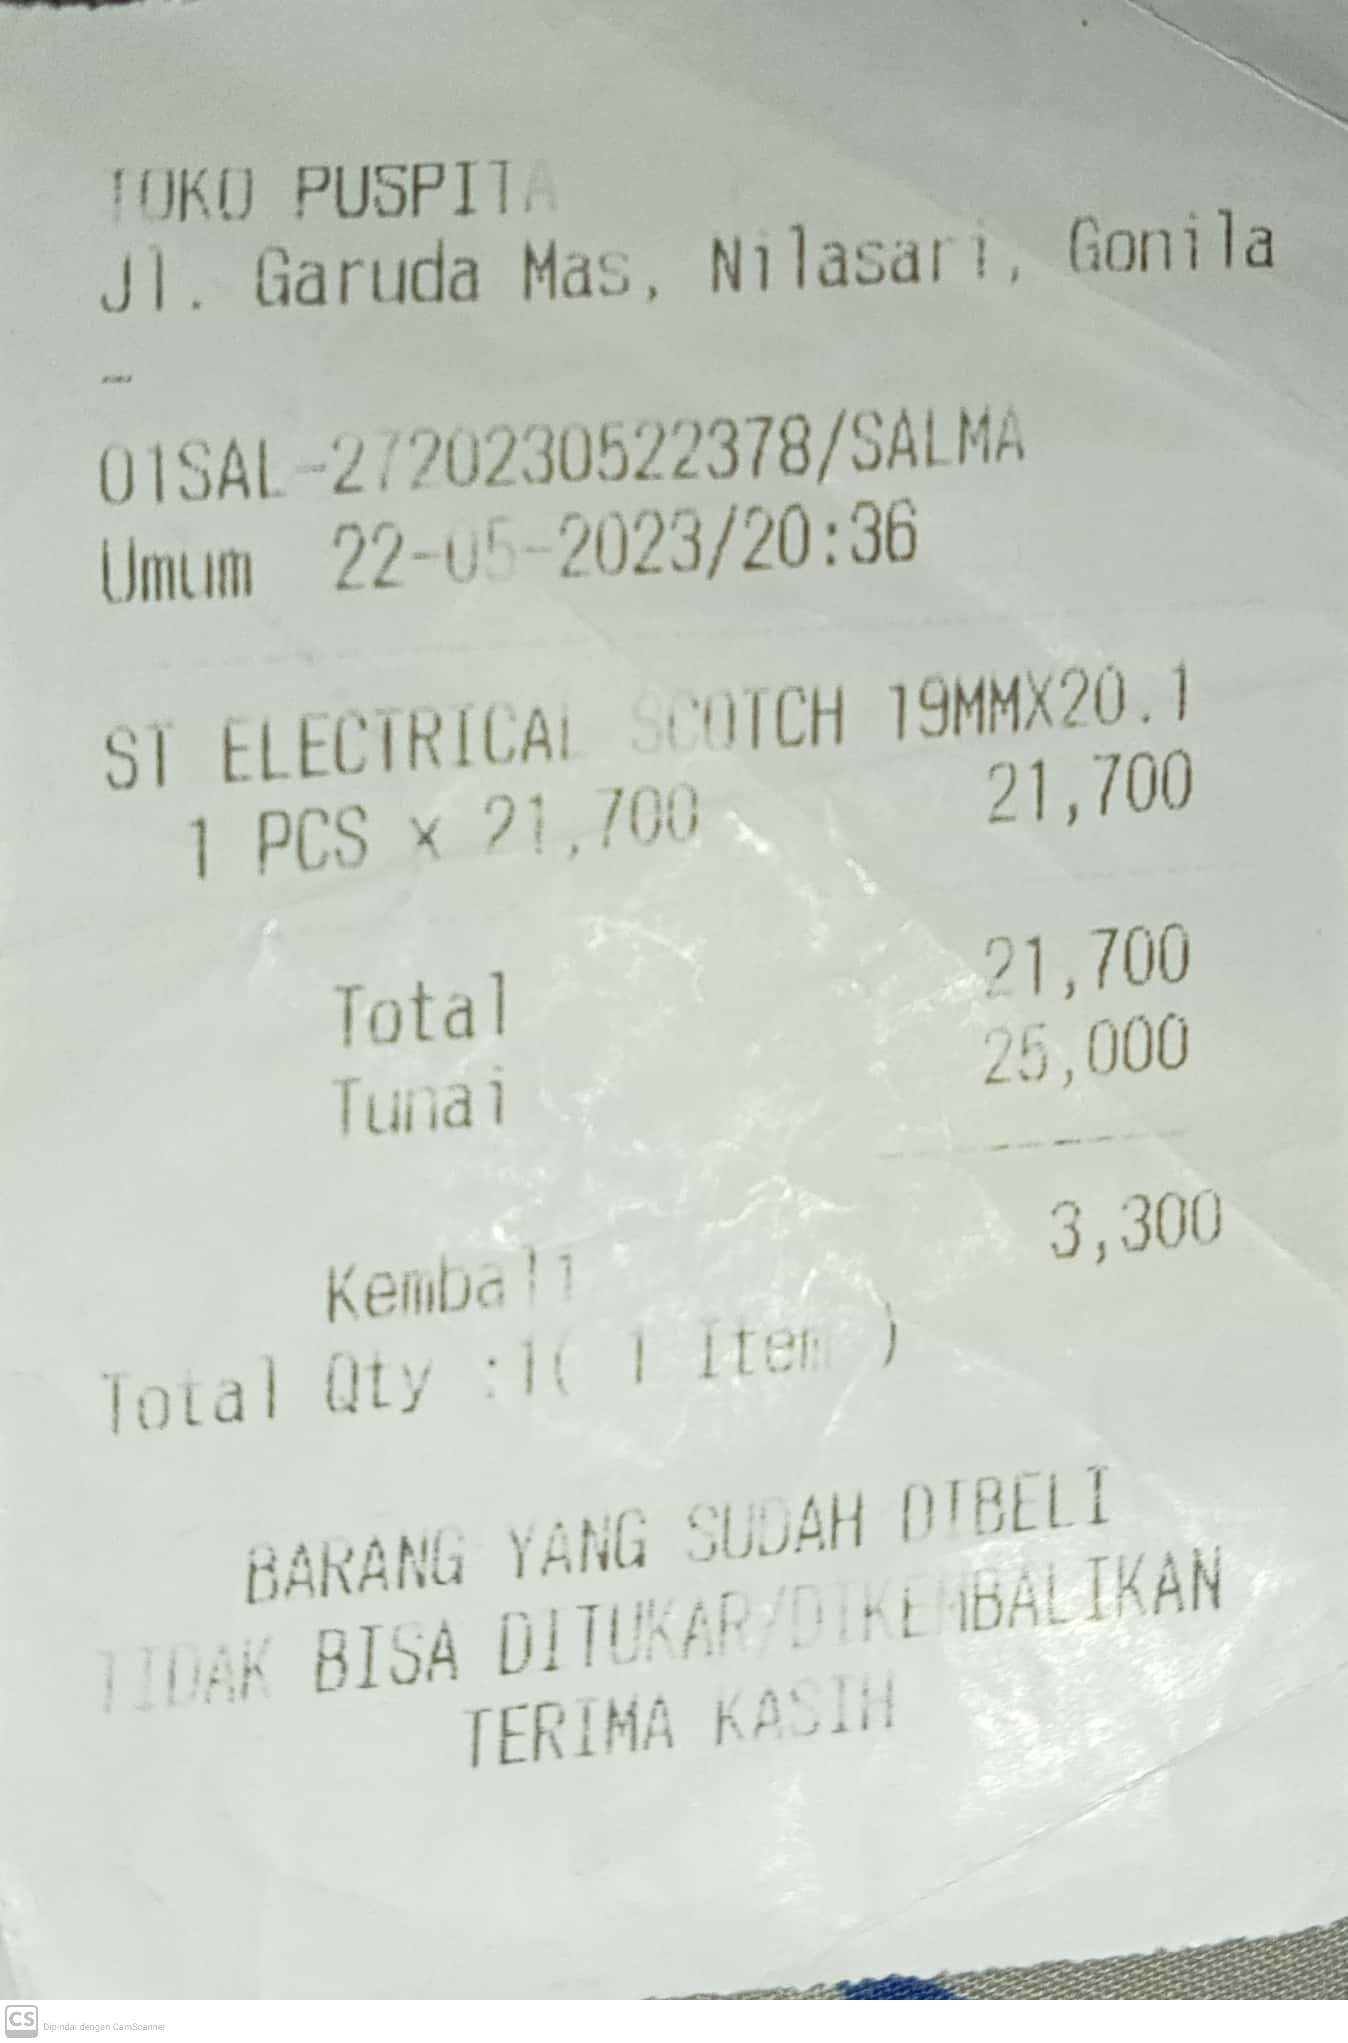 TOKO PUSPITA
Jl. Garuda Mas, Nilasari, Gonila
-
01SAL-2720230522378/SALMA
Umum 22-05-2023/20:36
ST ELECTRICAL SCOTCH 19MMX20.1
1 PCS x 21,700 21,700
Total 21,700
Tunai 25,000
Kembali 3,300
Total Qty :1( 1 Item )
BARANG YANG SUDAH DIBELI
TIDAK BISA DITUKAR/DIKEMBALIKAN
TERIMA KASIH
CS Dipindai dengan CamScanner